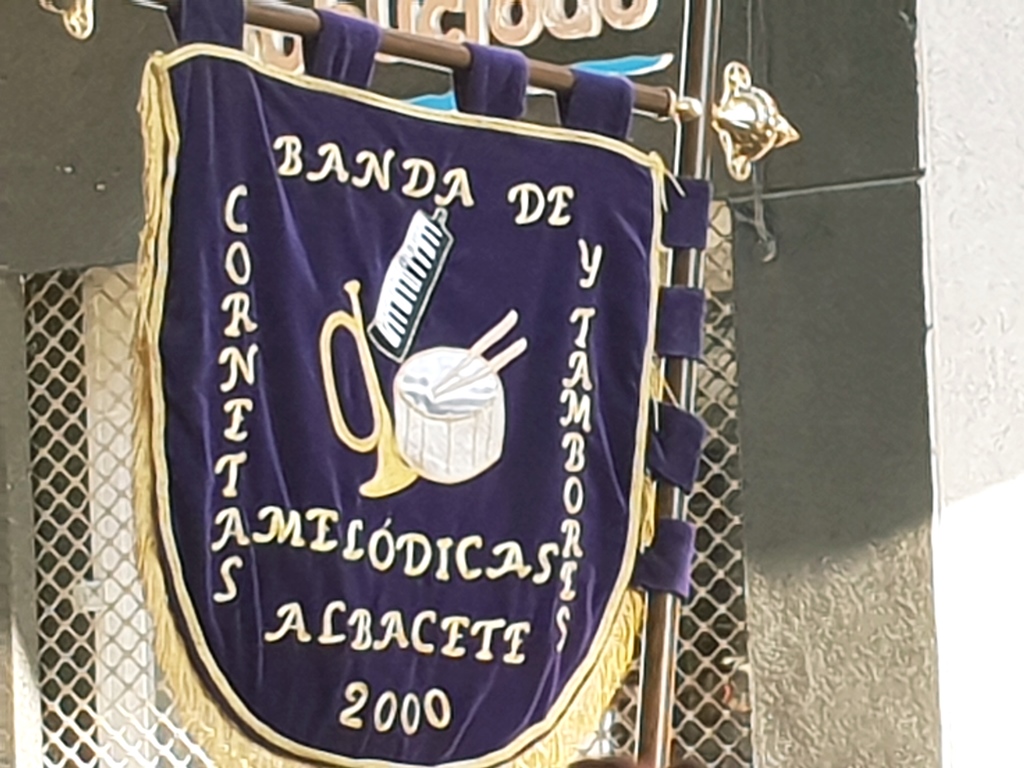 BANDA DE
CORNETAS
Y TAMBORES
MELÓDICAS
ALBACETE
2000